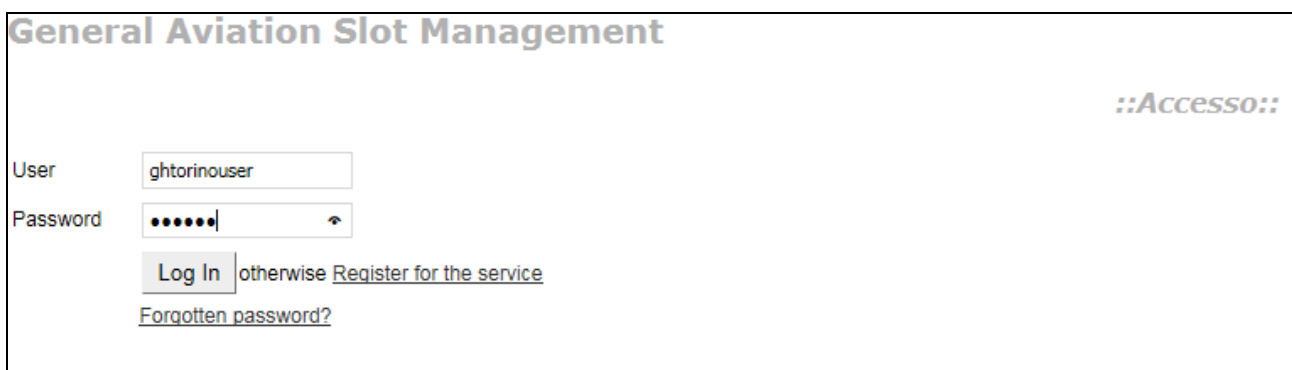 General Aviation Slot Management
::Accesso::
User ghtorinouser
Password ••••••
Log In otherwise Register for the service
Forgotten password?